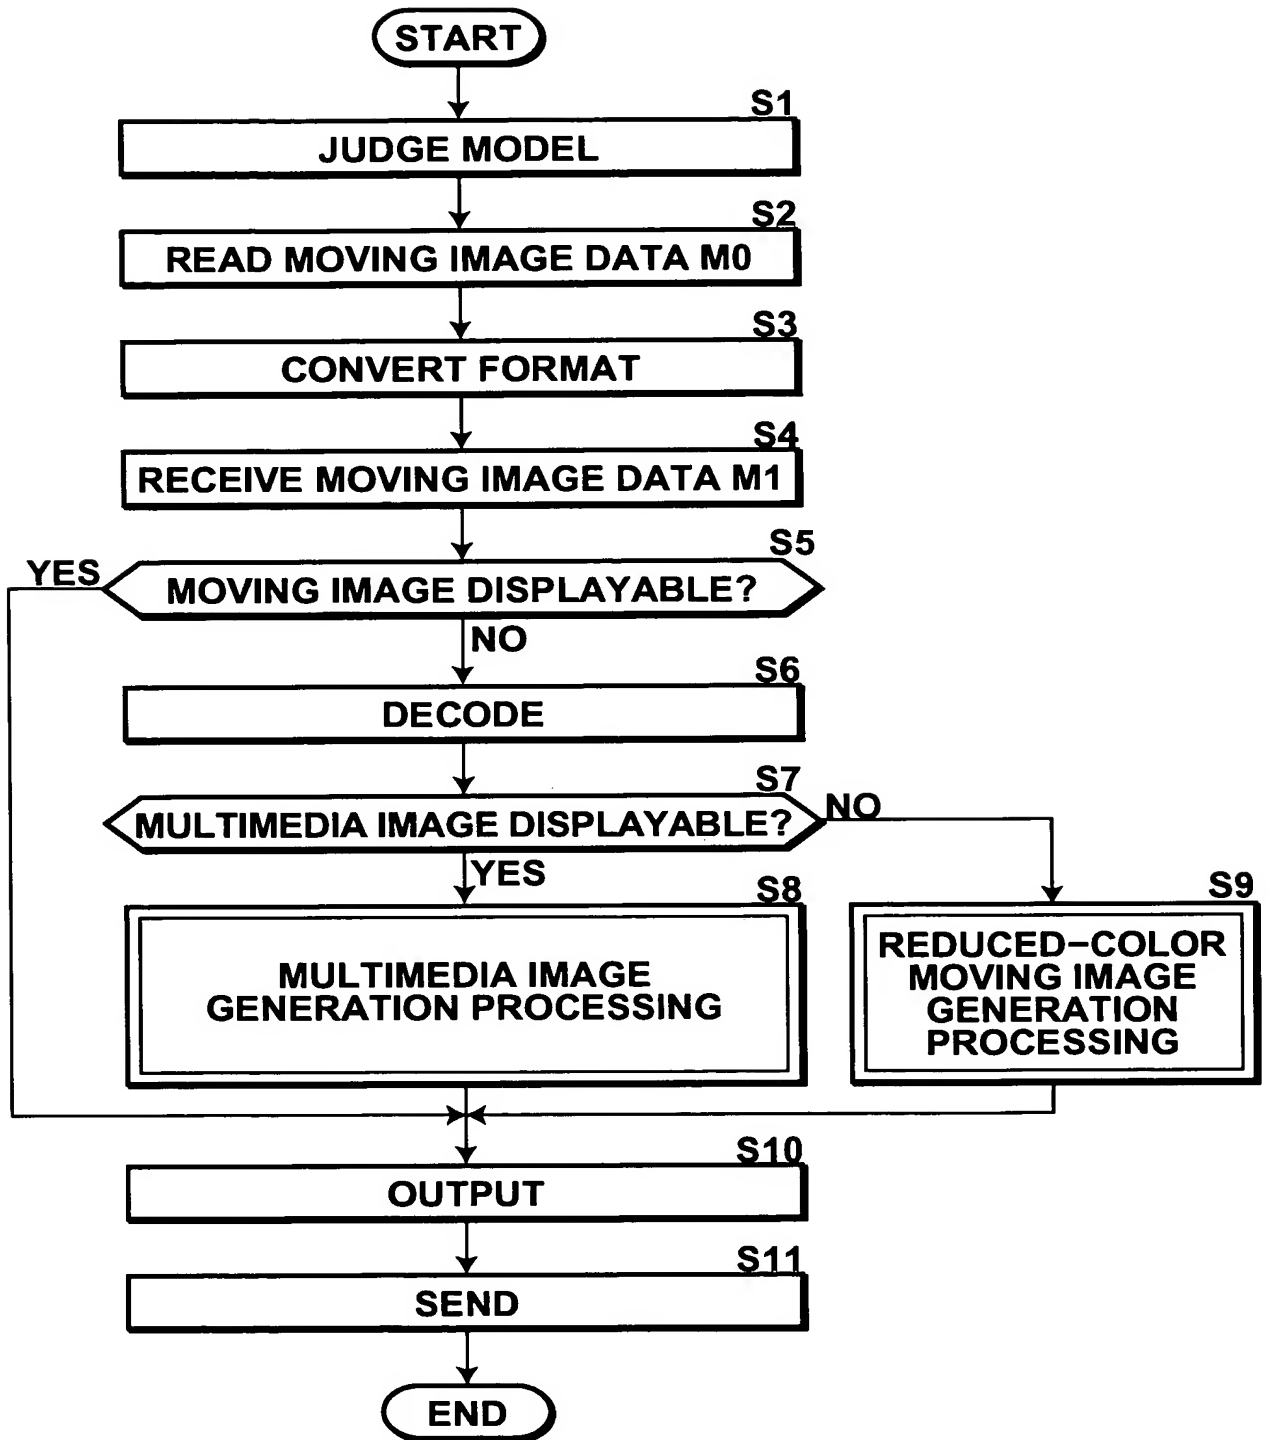 START
S1
JUDGE MODEL
S2
READ MOVING IMAGE DATA M0
S3
CONVERT FORMAT
S4
RECEIVE MOVING IMAGE DATA M1
S5
YES
MOVING IMAGE DISPLAYABLE?
NO
S6
DECODE
S7
MULTIMEDIA IMAGE DISPLAYABLE?
NO
YES
S8
MULTIMEDIA IMAGE
GENERATION PROCESSING
S9
REDUCED-COLOR
MOVING IMAGE
GENERATION
PROCESSING
S10
OUTPUT
S11
SEND
END